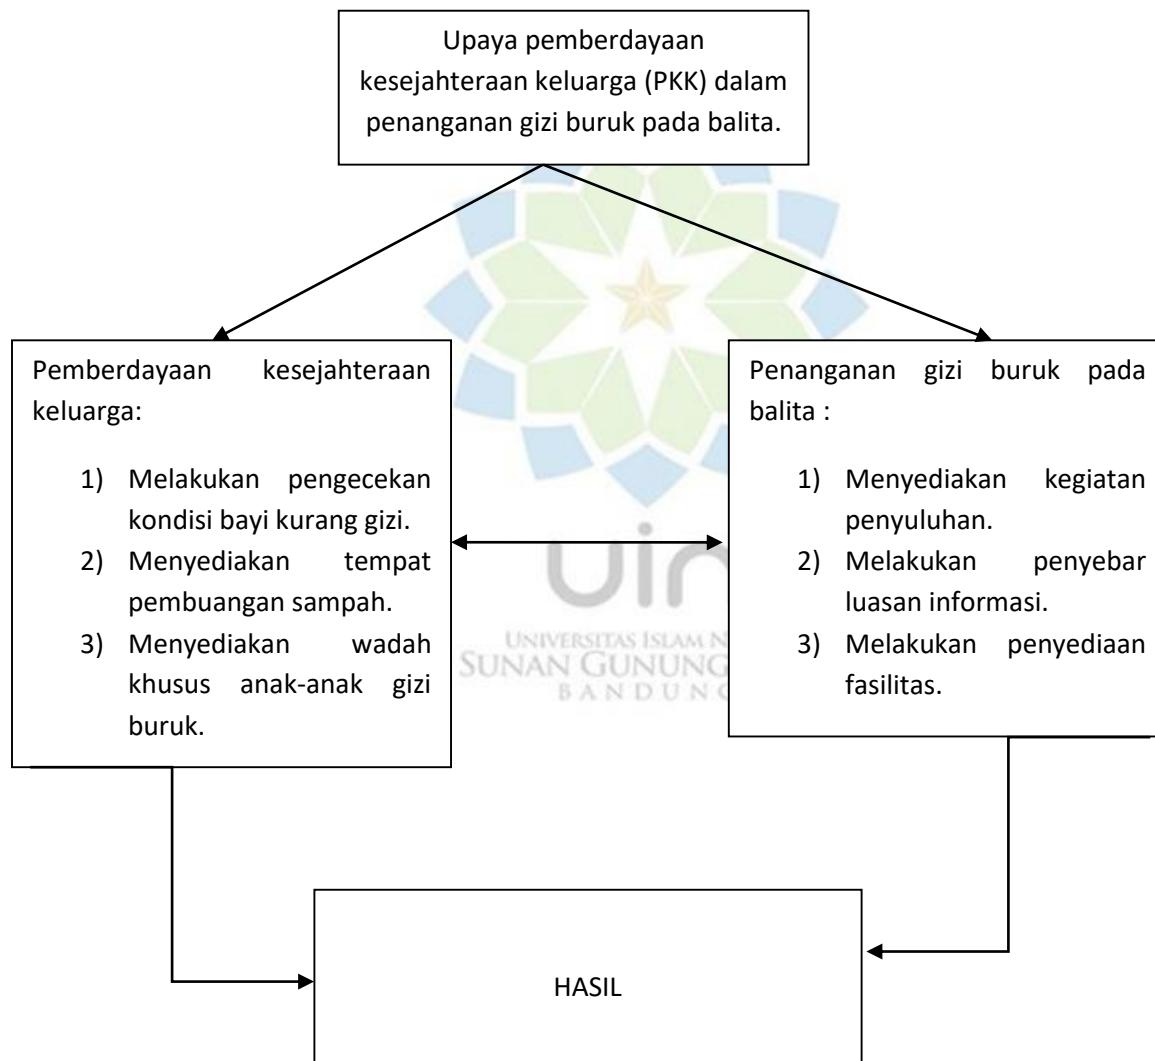 Upaya pemberdayaan
kesejahteraan keluarga (PKK) dalam
penanganan gizi buruk pada balita.
Pemberdayaan kesejahteraan
keluarga:
1) Melakukan pengecekan
kondisi bayi kurang gizi.
2) Menyediakan tempat
pembuangan sampah.
3) Menyediakan wadah
khusus anak-anak gizi
buruk.
Penanganan gizi buruk pada
balita :
1) Menyediakan kegiatan
penyuluhan.
2) Melakukan penyebar
luasan informasi.
3) Melakukan penyediaan
fasilitas.
uin
UNIVERSITAS ISLAM N
SUNAN GUNUNG
BANDUNG
HASIL